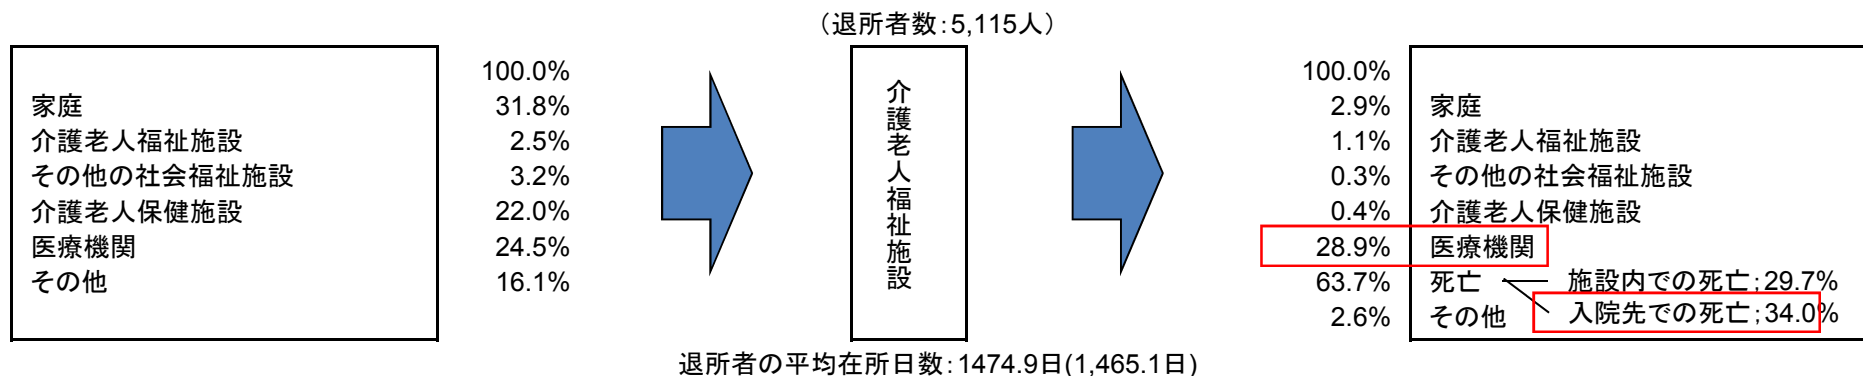 （退所者数：5,115人）
100.0%
家庭 31.8%
介護老人福祉施設 2.5%
その他の社会福祉施設 3.2%
介護老人保健施設 22.0%
医療機関 24.5%
その他 16.1%
介護老人福祉施設
100.0%
2.9% 家庭
1.1% 介護老人福祉施設
0.3% その他の社会福祉施設
0.4% 介護老人保健施設
28.9% 医療機関
63.7% 死亡 施設内での死亡；29.7%
2.6% その他 入院先での死亡；34.0%
退所者の平均在所日数：1474.9日(1,465.1日)